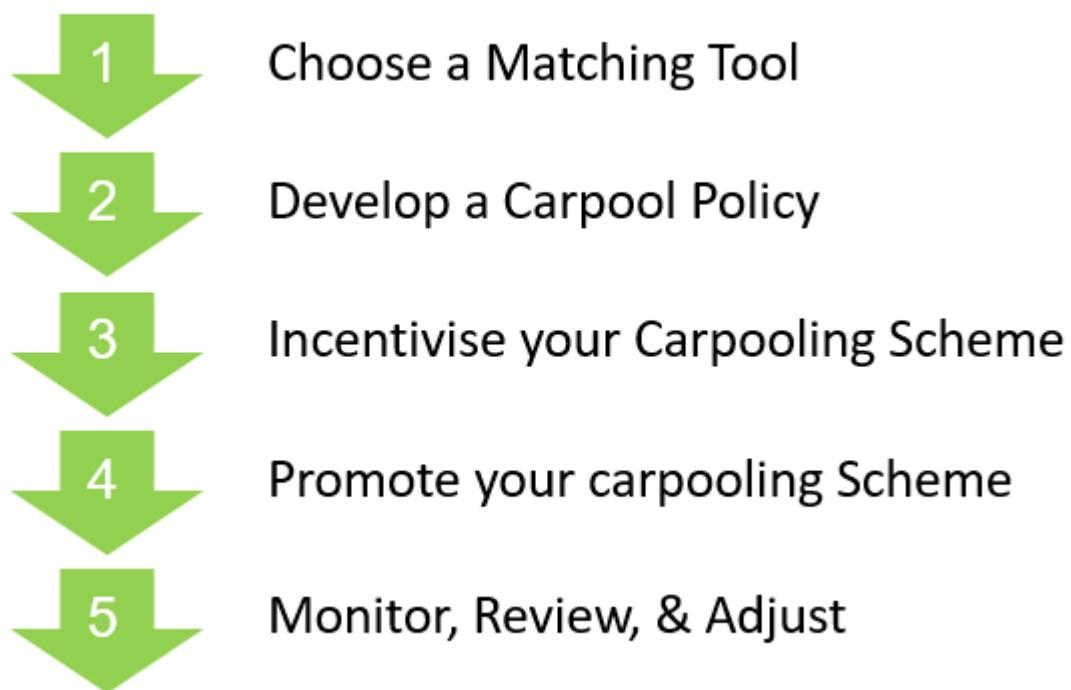 1 Choose a Matching Tool
2 Develop a Carpool Policy
3 Incentivise your Carpooling Scheme
4 Promote your carpooling Scheme
5 Monitor, Review, & Adjust